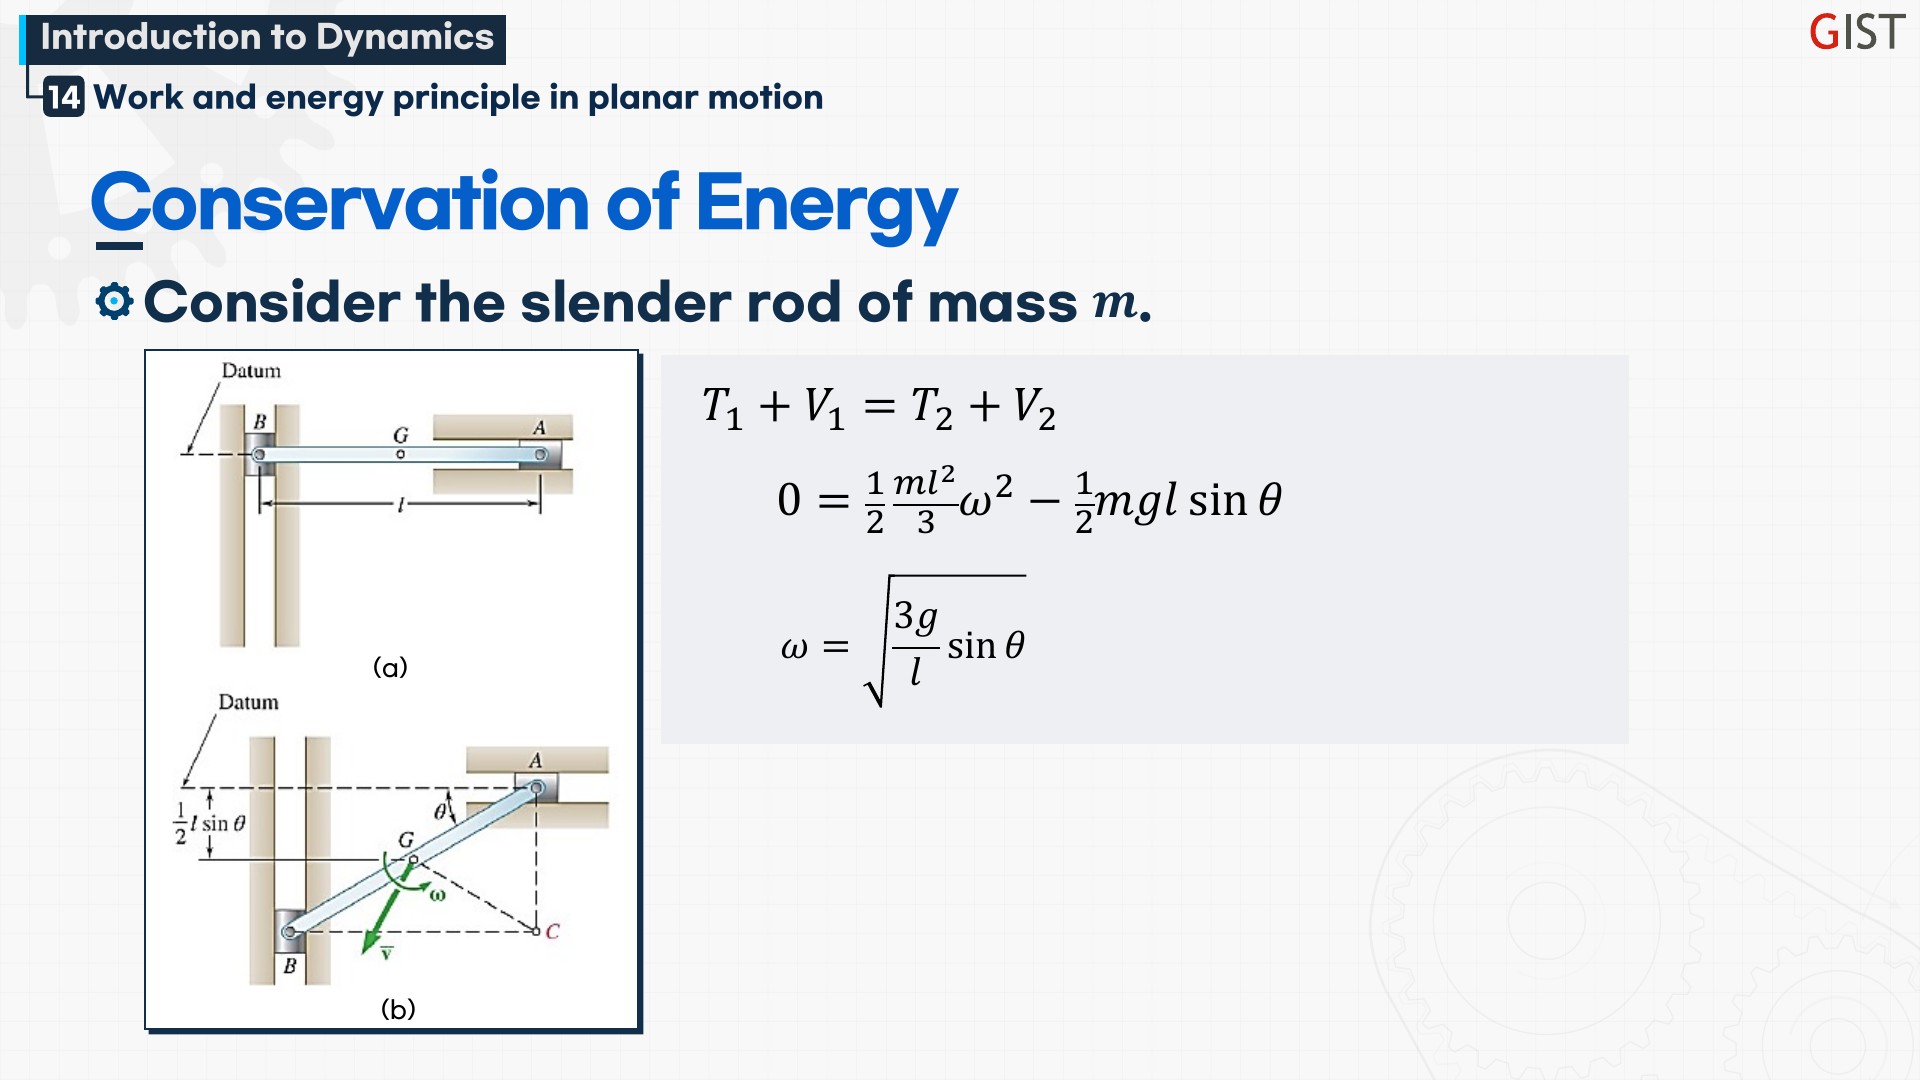 Introduction to Dynamics
GIST
14 Work and energy principle in planar motion
Conservation of Energy
Consider the slender rod of mass m.
Datum
B
G
A
l
(a)
Datum
A
θ
1/2 l sin θ
G
ω
C
v̅
B
(b)
T₁ + V₁ = T₂ + V₂
0 = 1/2 ml²/3 ω² − 1/2 mgl sin θ
ω = √(3g/l sin θ)